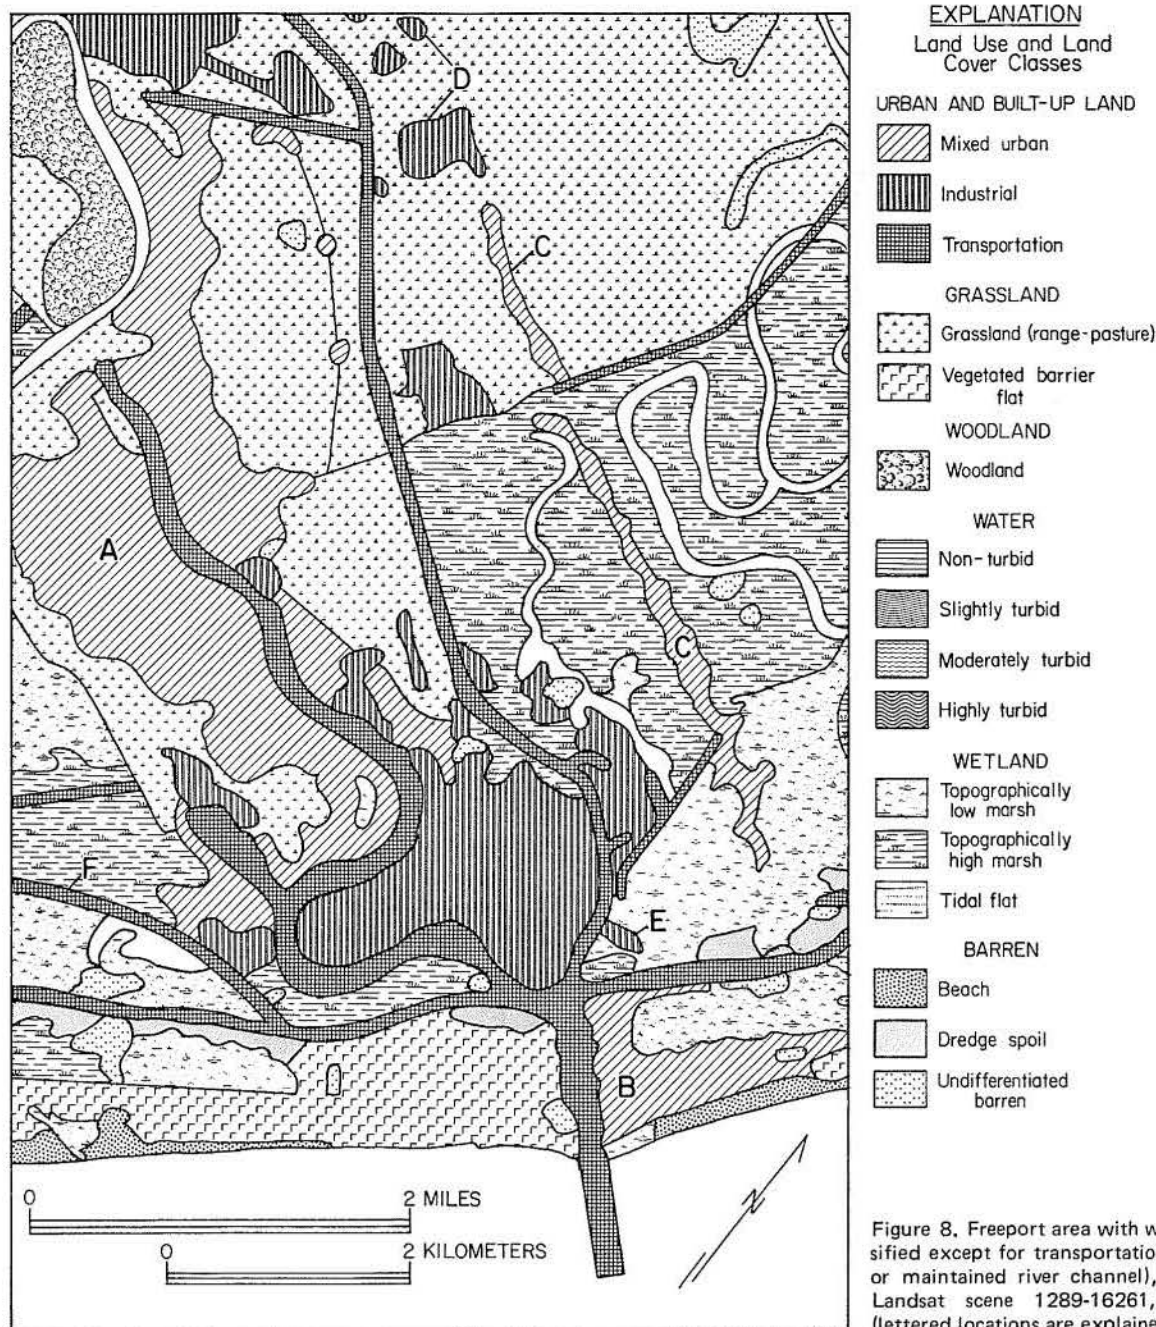 EXPLANATION
Land Use and Land
Cover Classes
URBAN AND BUILT-UP LAND
Mixed urban
Industrial
Transportation
GRASSLAND
Grassland (range-pasture)
Vegetated barrier
flat
WOODLAND
Woodland
WATER
Non-turbid
Slightly turbid
Moderately turbid
Highly turbid
WETLAND
Topographically
low marsh
Topographically
high marsh
Tidal flat
BARREN
Beach
Dredge spoil
Undifferentiated
barren
D
C
A
C
F
E
B
N
0 2 MILES
0 2 KILOMETERS
Figure 8. Freeport area with w
sified except for transportatio
or maintained river channel),
Landsat scene 1289-16261,
(lettered locations are explaine